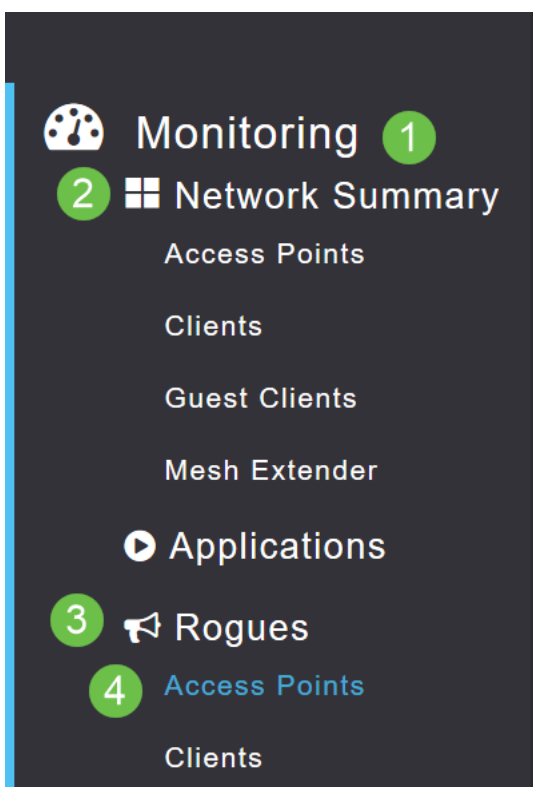 Monitoring 1
2 Network Summary
Access Points
Clients
Guest Clients
Mesh Extender
Applications
3 Rogues
4 Access Points
Clients